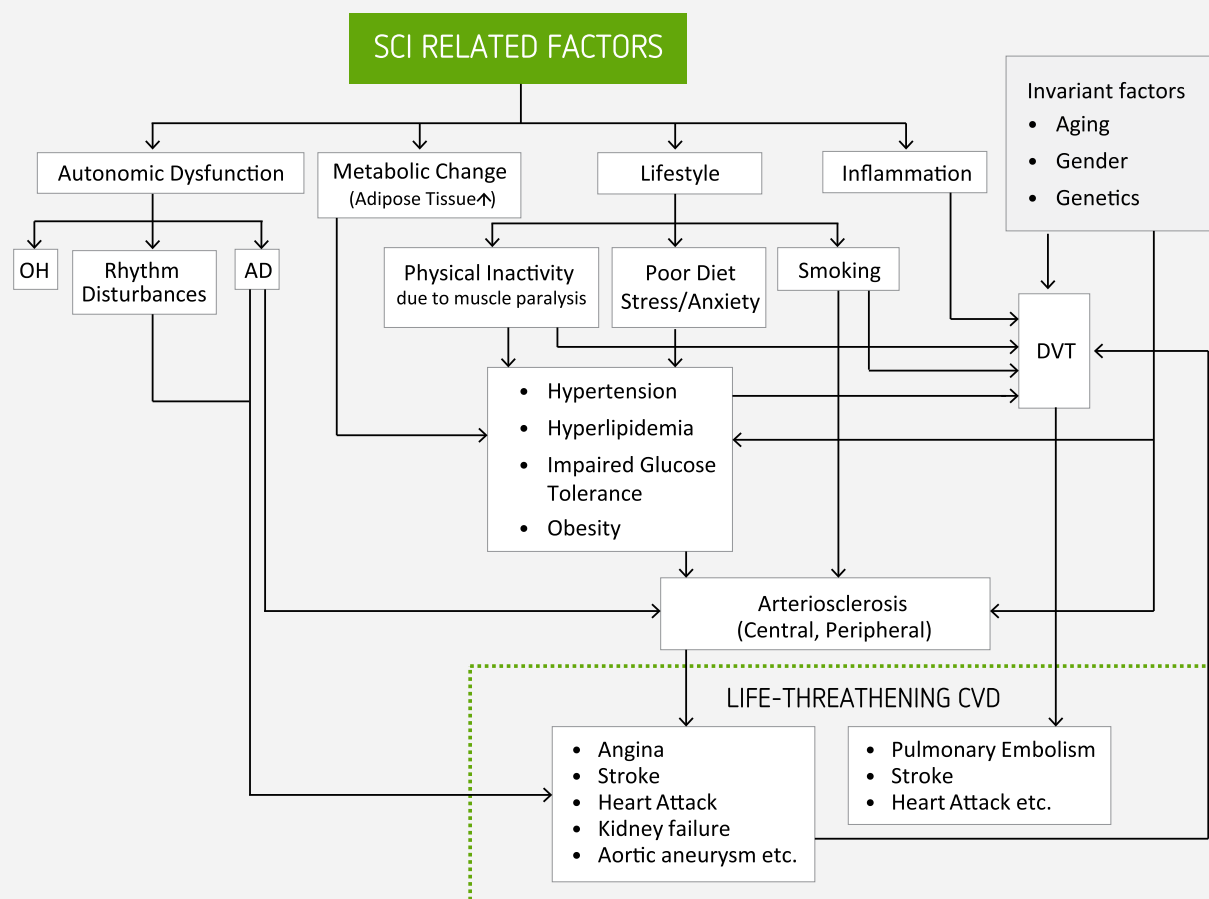 SCI RELATED FACTORS
Invariant factors
• Aging
• Gender
• Genetics
Autonomic Dysfunction
Metabolic Change
(Adipose Tissue↑)
Lifestyle
Inflammation
OH
Rhythm
Disturbances
AD
Physical Inactivity
due to muscle paralysis
Poor Diet
Stress/Anxiety
Smoking
DVT
• Hypertension
• Hyperlipidemia
• Impaired Glucose
Tolerance
• Obesity
Arteriosclerosis
(Central, Peripheral)
LIFE-THREATHENING CVD
• Angina
• Stroke
• Heart Attack
• Kidney failure
• Aortic aneurysm etc.
• Pulmonary Embolism
• Stroke
• Heart Attack etc.